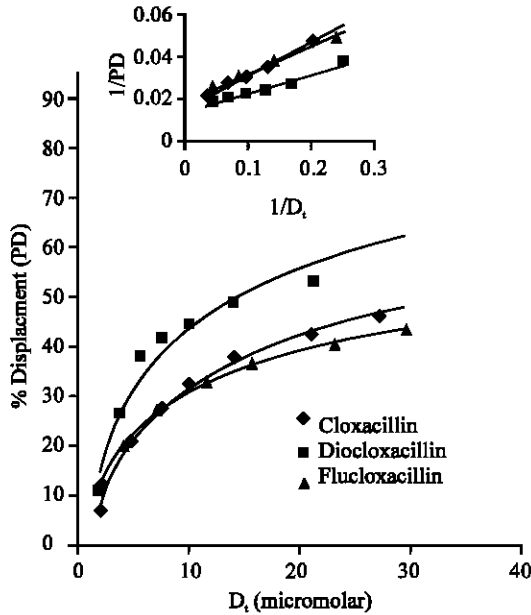 0.06
0.04
0.02
0
1/PD
0 0.1 0.2 0.3
1/Dt
90
80
70
60
50
40
30
20
10
0
% Displacment (PD)
Cloxacillin
Diocloxacillin
Flucloxacillin
0 10 20 30 40
Dt (micromolar)